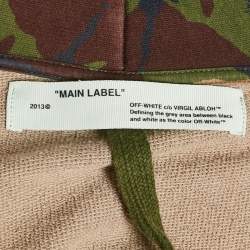 "MAIN LABEL"
2013©
OFF-WHITE c/o VIRGIL ABLOH™
Defining the grey area between black
and white as the color Off-White™